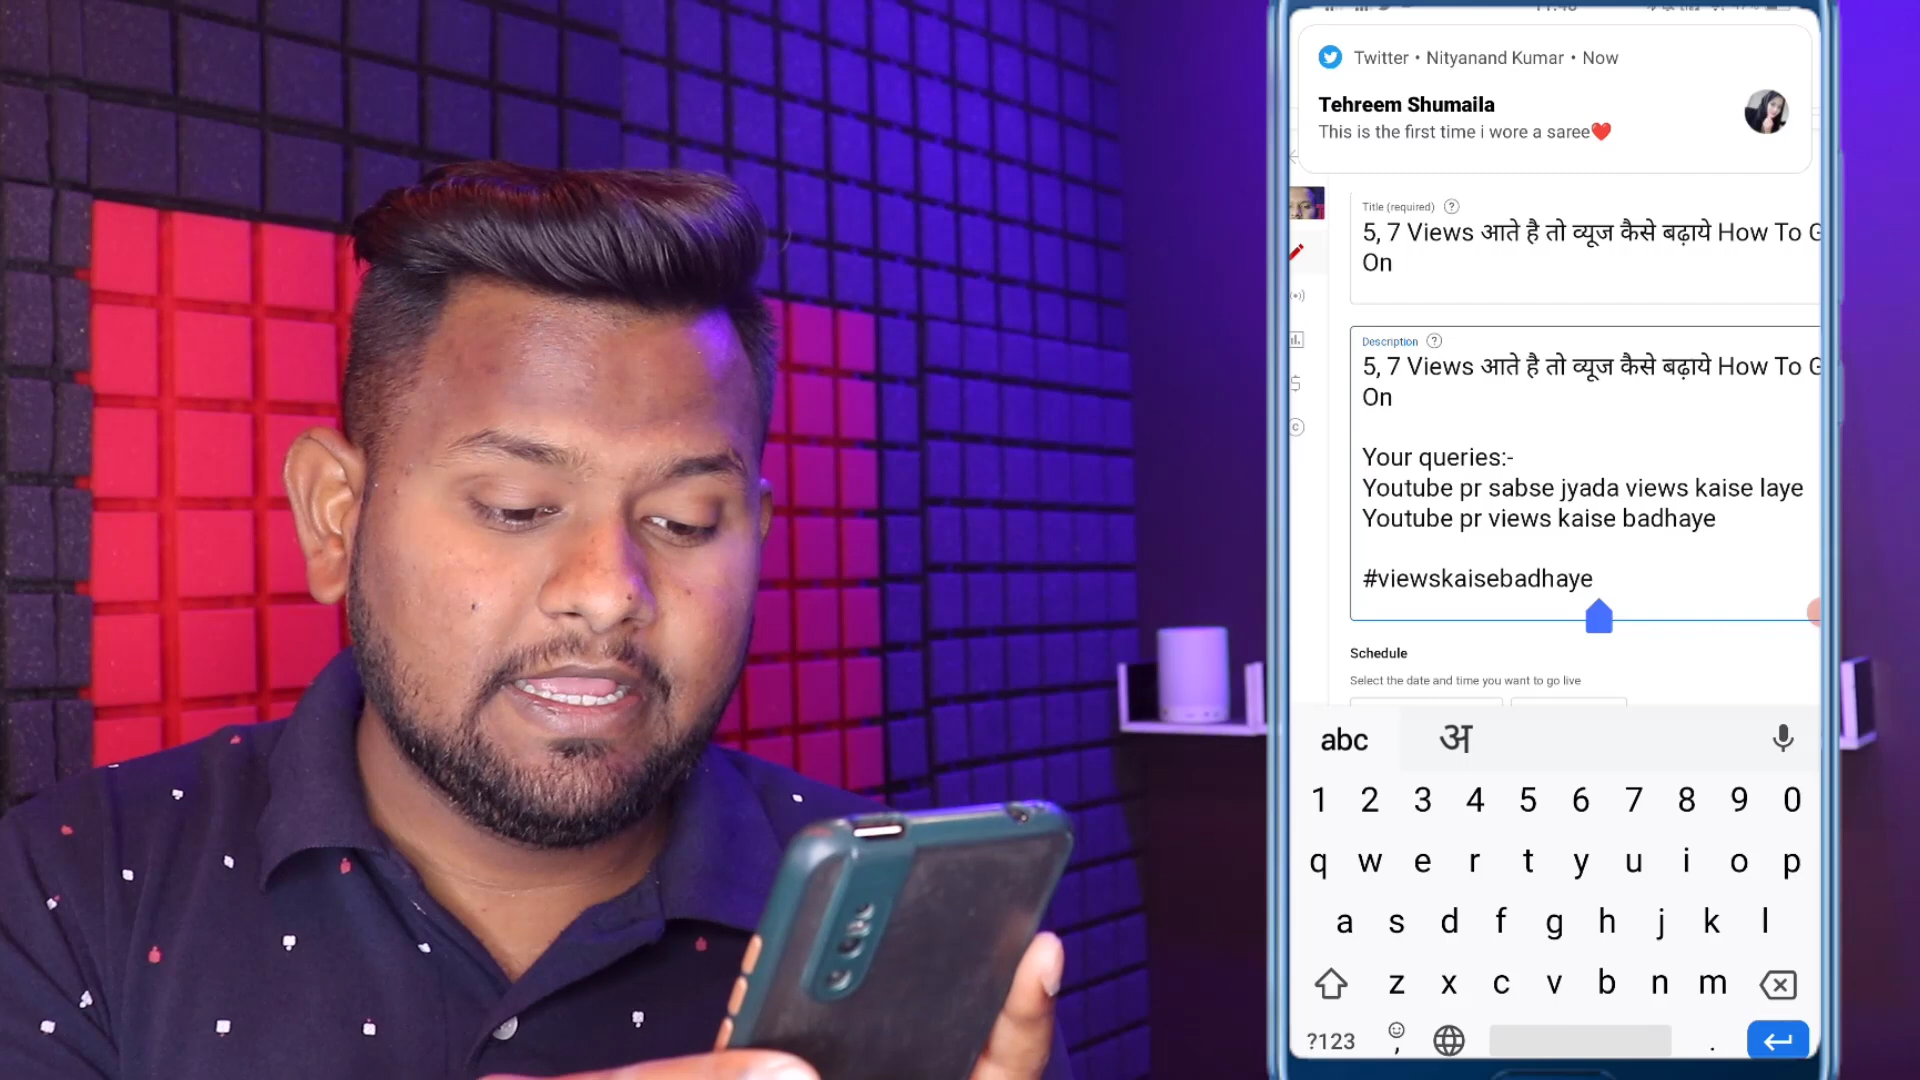 Twitter • Nityanand Kumar • Now
Tehreem Shumaila
This is the first time i wore a saree❤️
Title (required) ?
5, 7 Views आते है तो व्यूज कैसे बढ़ाये How To
On
Description ?
5, 7 Views आते है तो व्यूज कैसे बढ़ाये How To
On
Your queries:-
Youtube pr sabse jyada views kaise laye
Youtube pr views kaise badhaye
#viewskaisebadhaye
Schedule
Select the date and time you want to go live
abc अ
1 2 3 4 5 6 7 8 9 0
q w e r t y u i o p
a s d f g h j k l
z x c v b n m
?123 , .